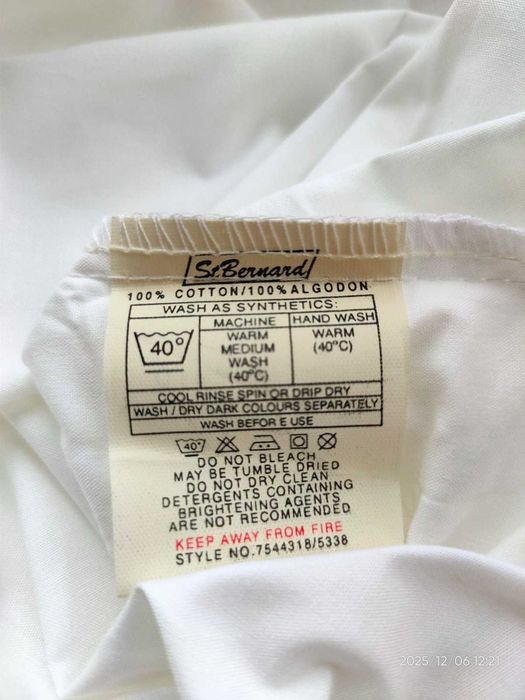 St.Bernard
100% COTTON/100% ALGODON
WASH AS SYNTHETICS:
MACHINE HAND WASH
40° WARM WARM
MEDIUM (40°C)
WASH
(40°C)
COOL RINSE SPIN OR DRIP DRY
WASH / DRY DARK COLOURS SEPARATELY
WASH BEFOR E USE
40°
DO NOT BLEACH
MAY BE TUMBLE DRIED
DO NOT DRY CLEAN
DETERGENTS CONTAINING
BRIGHTENING AGENTS
ARE NOT RECOMMENDED
KEEP AWAY FROM FIRE
STYLE NO.7544318/5338
2025 12 06 12:21